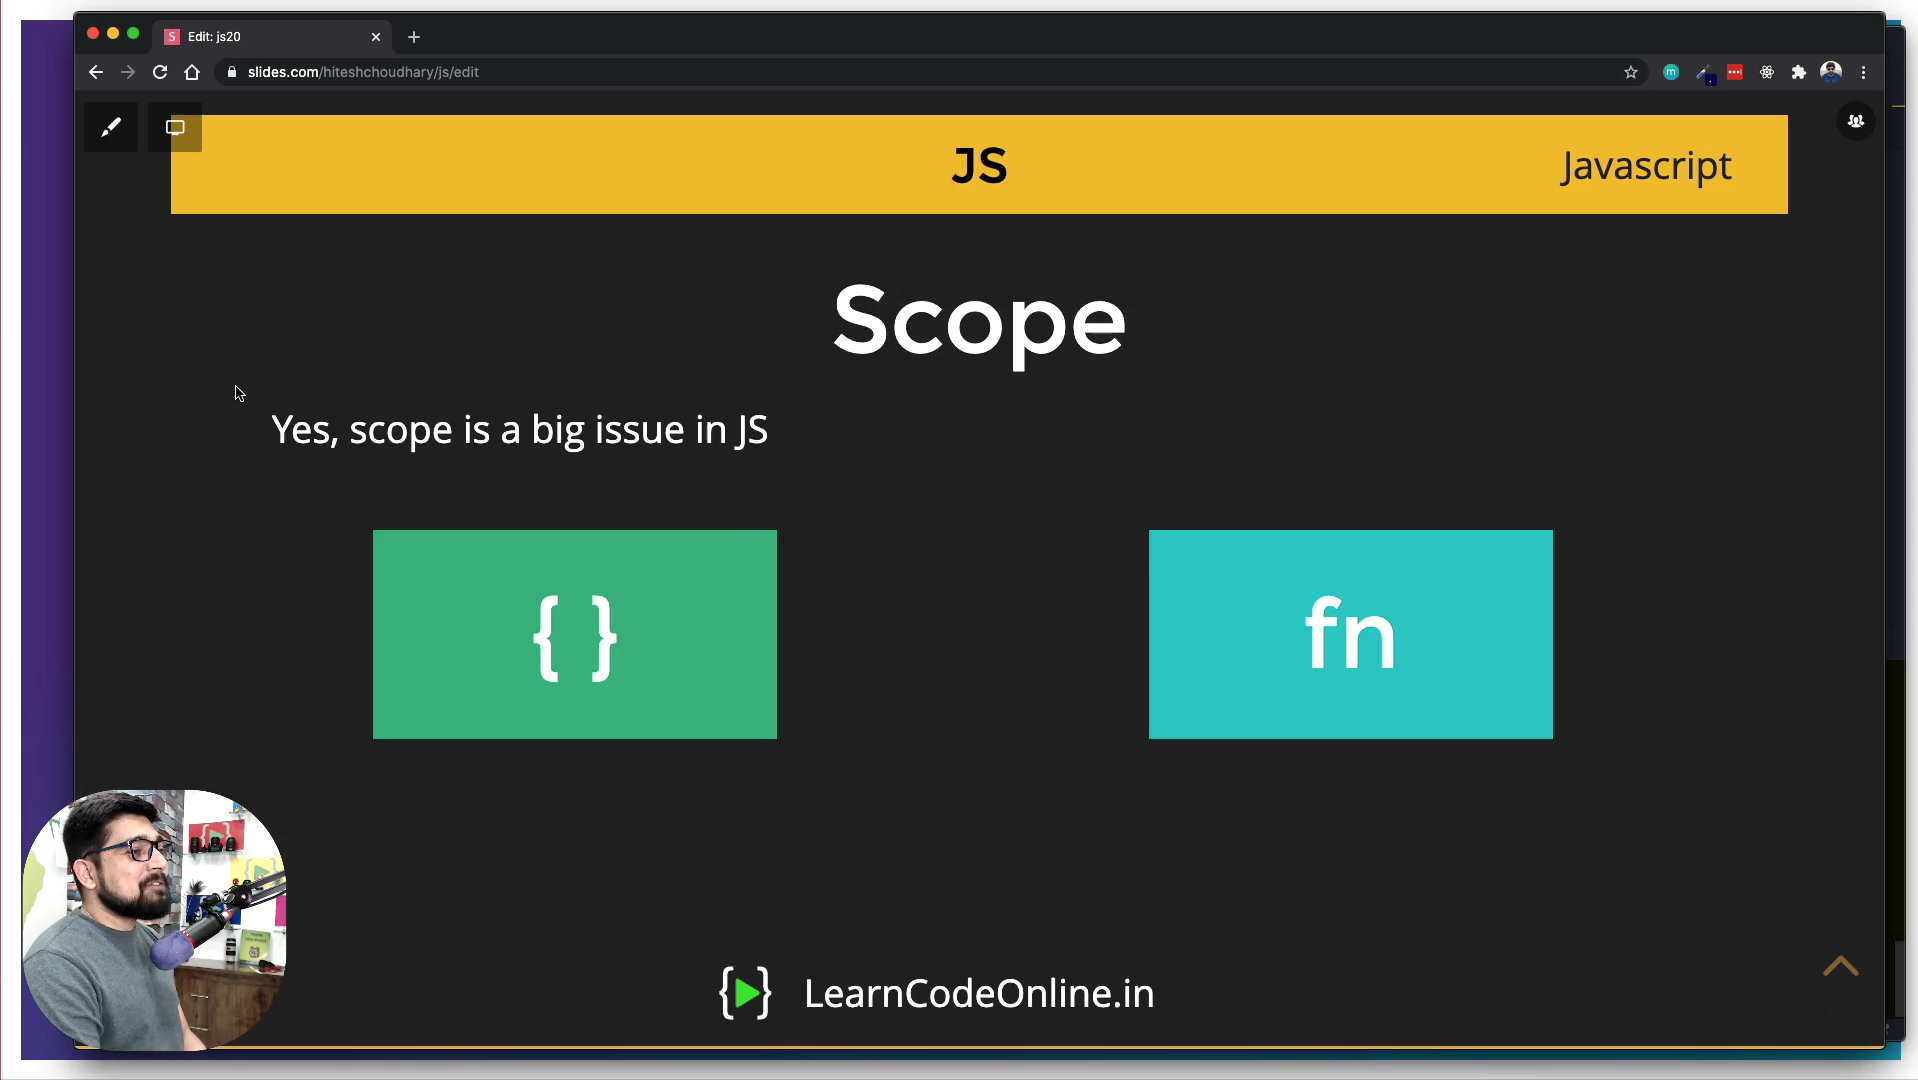 Edit: js20
slides.com/hiteshchoudhary/js/edit
JS
Javascript
Scope
Yes, scope is a big issue in JS
{ }
fn
LearnCodeOnline.in